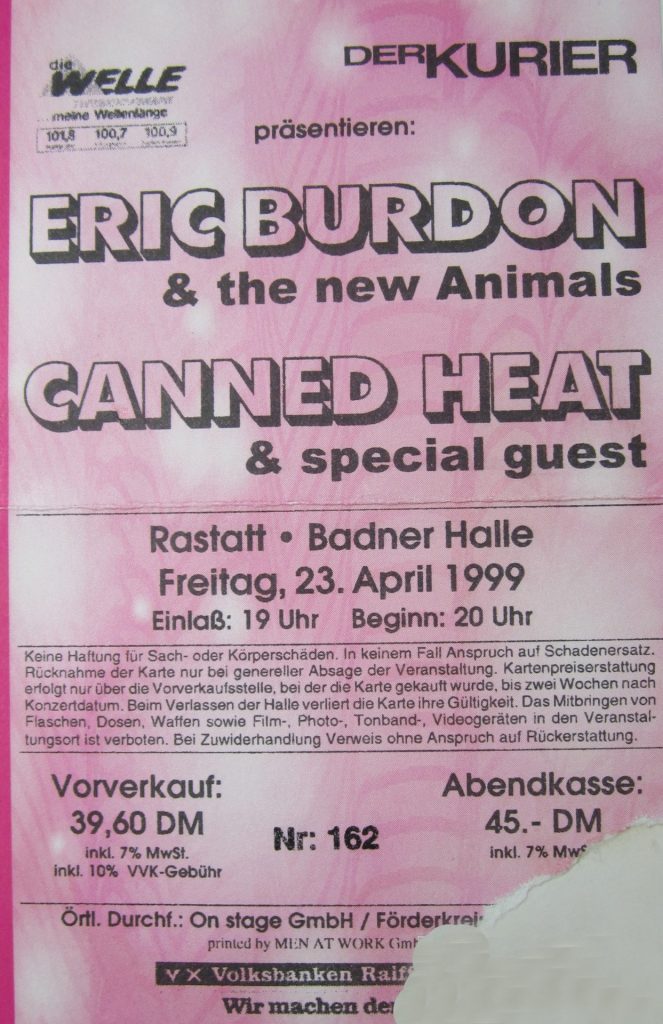 die
WELLE
meine Wellenlänge
101,8 100,7 100,9
DER KURIER
präsentieren:
ERIC BURDON
& the new Animals
CANNED HEAT
& special guest
Rastatt • Badner Halle
Freitag, 23. April 1999
Einlaß: 19 Uhr Beginn: 20 Uhr
Keine Haftung für Sach- oder Körperschäden. In keinem Fall Anspruch auf Schadenersatz.
Rücknahme der Karte nur bei genereller Absage der Veranstaltung. Kartenpreiserstattung
erfolgt nur über die Vorverkaufsstelle, bei der die Karte gekauft wurde, bis zwei Wochen nach
Konzertdatum. Beim Verlassen der Halle verliert die Karte ihre Gültigkeit. Das Mitbringen von
Flaschen, Dosen, Waffen sowie Film-, Photo-, Tonband-, Videogeräten in den Veranstal-
tungsort ist verboten. Bei Zuwiderhandlung Verweis ohne Anspruch auf Rückerstattung.
Vorverkauf:
39,60 DM
inkl. 7% MwSt.
inkl. 10% VVK-Gebühr
Nr: 162
Abendkasse:
45.- DM
inkl. 7% MwS
Örtl. Durchf.: On stage GmbH / Förderkrei
printed by MEN AT WORK Gmb
Volksbanken Raiff
Wir machen de